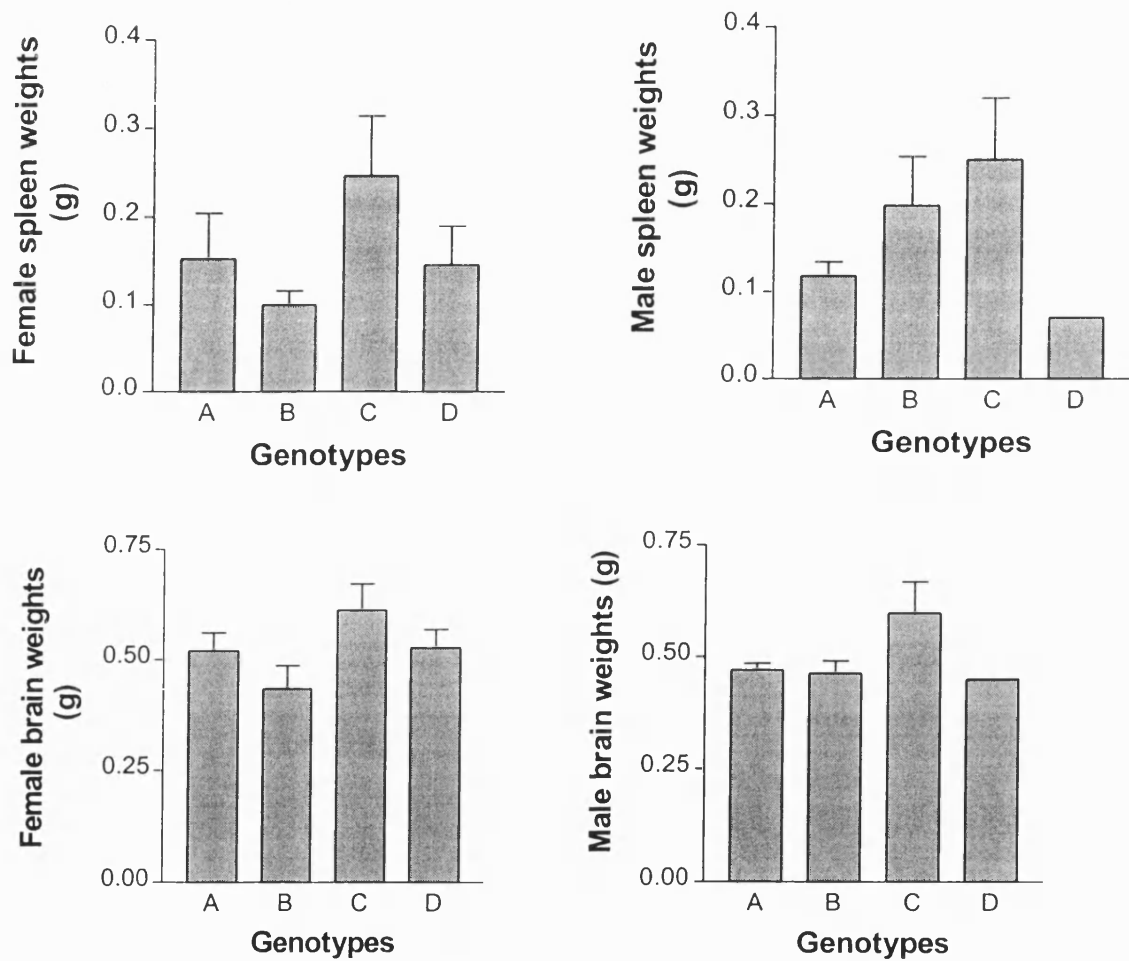 Female spleen weights
(g)
0.4
0.3
0.2
0.1
0.0
A B C D
Genotypes
Male spleen weights
(g)
0.4
0.3
0.2
0.1
0.0
A B C D
Genotypes
Female brain weights
(g)
0.75
0.50
0.25
0.00
A B C D
Genotypes
Male brain weights (g)
0.75
0.50
0.25
0.00
A B C D
Genotypes